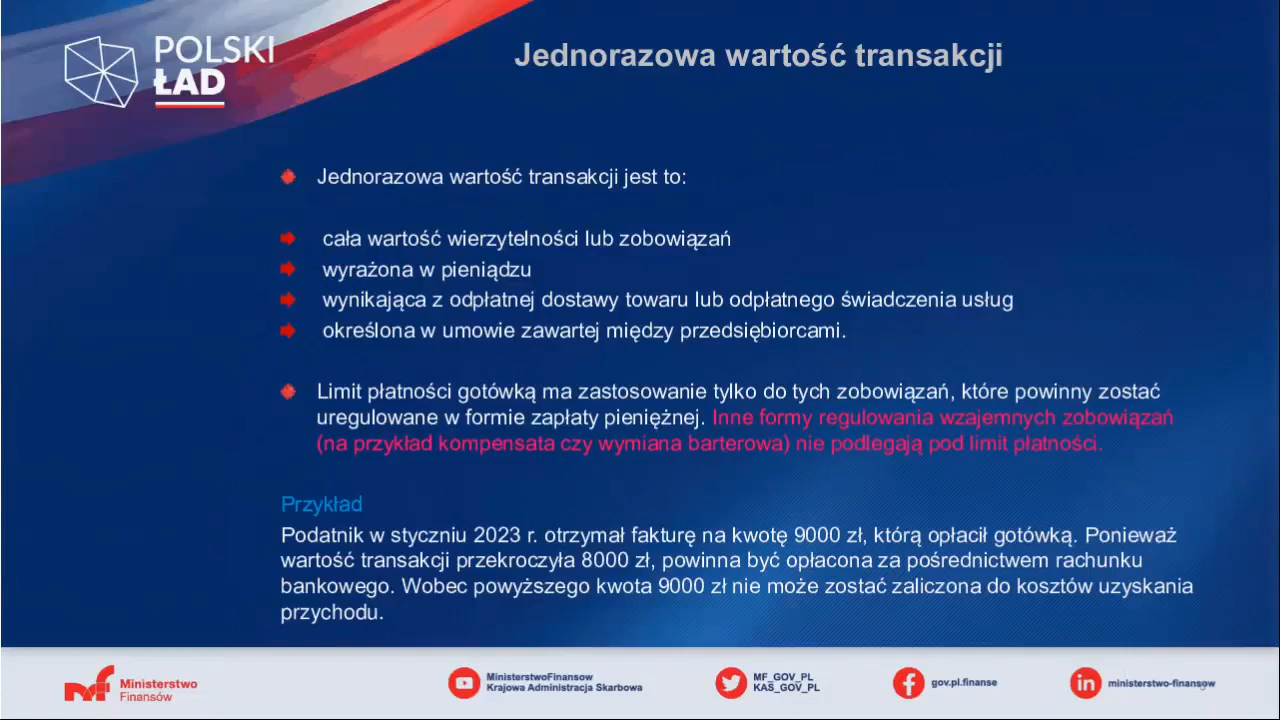 POLSKI
ŁAD
Jednorazowa wartość transakcji
Jednorazowa wartość transakcji jest to:
cała wartość wierzytelności lub zobowiązań
wyrażona w pieniądzu
wynikająca z odpłatnej dostawy towaru lub odpłatnego świadczenia usług
określona w umowie zawartej między przedsiębiorcami.
Limit płatności gotówką ma zastosowanie tylko do tych zobowiązań, które powinny zostać
uregulowane w formie zapłaty pieniężnej. Inne formy regulowania wzajemnych zobowiązań
(na przykład kompensata czy wymiana barterowa) nie podlegają pod limit płatności.
Przykład
Podatnik w styczniu 2023 r. otrzymał fakturę na kwotę 9000 zł, którą opłacił gotówką. Ponieważ
wartość transakcji przekroczyła 8000 zł, powinna być opłacona za pośrednictwem rachunku
bankowego. Wobec powyższego kwota 9000 zł nie może zostać zaliczona do kosztów uzyskania
przychodu.
Ministerstwo
Finansów
MinisterstwoFinansow
Krajowa Administracja Skarbowa
MF_GOV_PL
KAS_GOV_PL
gov.pl.finanse
ministerstwo-finansow